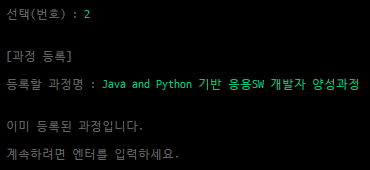 선택(번호) : 2
[과정 등록]
등록할 과정명 : Java and Python 기반 응용SW 개발자 양성과정
이미 등록된 과정입니다.
계속하려면 엔터를 입력하세요.